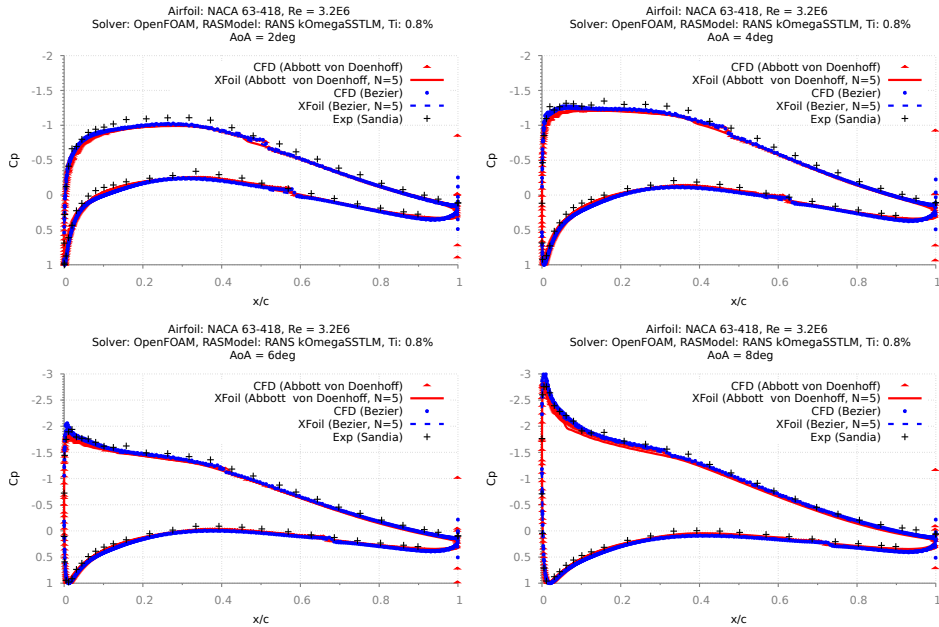 Airfoil: NACA 63-418, Re = 3.2E6
Solver: OpenFOAM, RASModel: RANS kOmegaSSTLM, Ti: 0.8%
AoA = 2deg
CFD (Abbott von Doenhoff)
XFoil (Abbott von Doenhoff, N=5)
CFD (Bezier)
XFoil (Bezier, N=5)
Exp (Sandia)
-2
-1.5
-1
-0.5
0
0.5
1
Cp
0 0.2 0.4 0.6 0.8 1
x/c
Airfoil: NACA 63-418, Re = 3.2E6
Solver: OpenFOAM, RASModel: RANS kOmegaSSTLM, Ti: 0.8%
AoA = 4deg
CFD (Abbott von Doenhoff)
XFoil (Abbott von Doenhoff, N=5)
CFD (Bezier)
XFoil (Bezier, N=5)
Exp (Sandia)
-2
-1.5
-1
-0.5
0
0.5
1
Cp
0 0.2 0.4 0.6 0.8 1
x/c
Airfoil: NACA 63-418, Re = 3.2E6
Solver: OpenFOAM, RASModel: RANS kOmegaSSTLM, Ti: 0.8%
AoA = 6deg
CFD (Abbott von Doenhoff)
XFoil (Abbott von Doenhoff, N=5)
CFD (Bezier)
XFoil (Bezier, N=5)
Exp (Sandia)
-3
-2.5
-2
-1.5
-1
-0.5
0
0.5
1
Cp
0 0.2 0.4 0.6 0.8 1
x/c
Airfoil: NACA 63-418, Re = 3.2E6
Solver: OpenFOAM, RASModel: RANS kOmegaSSTLM, Ti: 0.8%
AoA = 8deg
CFD (Abbott von Doenhoff)
XFoil (Abbott von Doenhoff, N=5)
CFD (Bezier)
XFoil (Bezier, N=5)
Exp (Sandia)
-3
-2.5
-2
-1.5
-1
-0.5
0
0.5
1
Cp
0 0.2 0.4 0.6 0.8 1
x/c